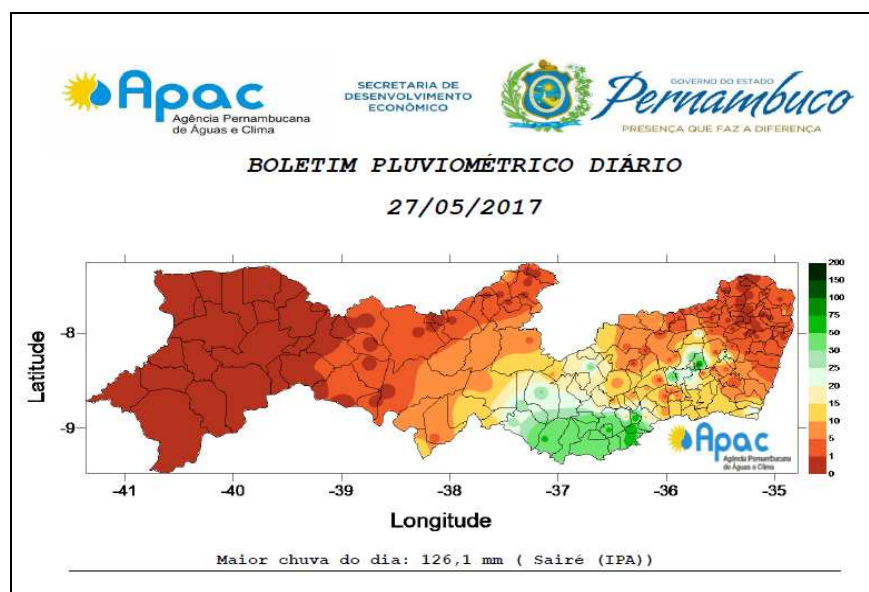 Apac
Agência Pernambucana
de Águas e Clima
SECRETARIA DE
DESENVOLVIMENTO
ECONÔMICO
GOVERNO DO ESTADO
Pernambuco
PRESENÇA QUE FAZ A DIFERENÇA
BOLETIM PLUVIOMÉTRICO DIÁRIO
27/05/2017
200
150
100
50
30
25
20
15
10
5
1
0
-8
-9
Latitude
Apac
Agência Pernambucana
de Águas e Clima
-41 -40 -39 -38 -37 -36 -35
Longitude
Maior chuva do dia: 126,1 mm ( Sairé (IPA))